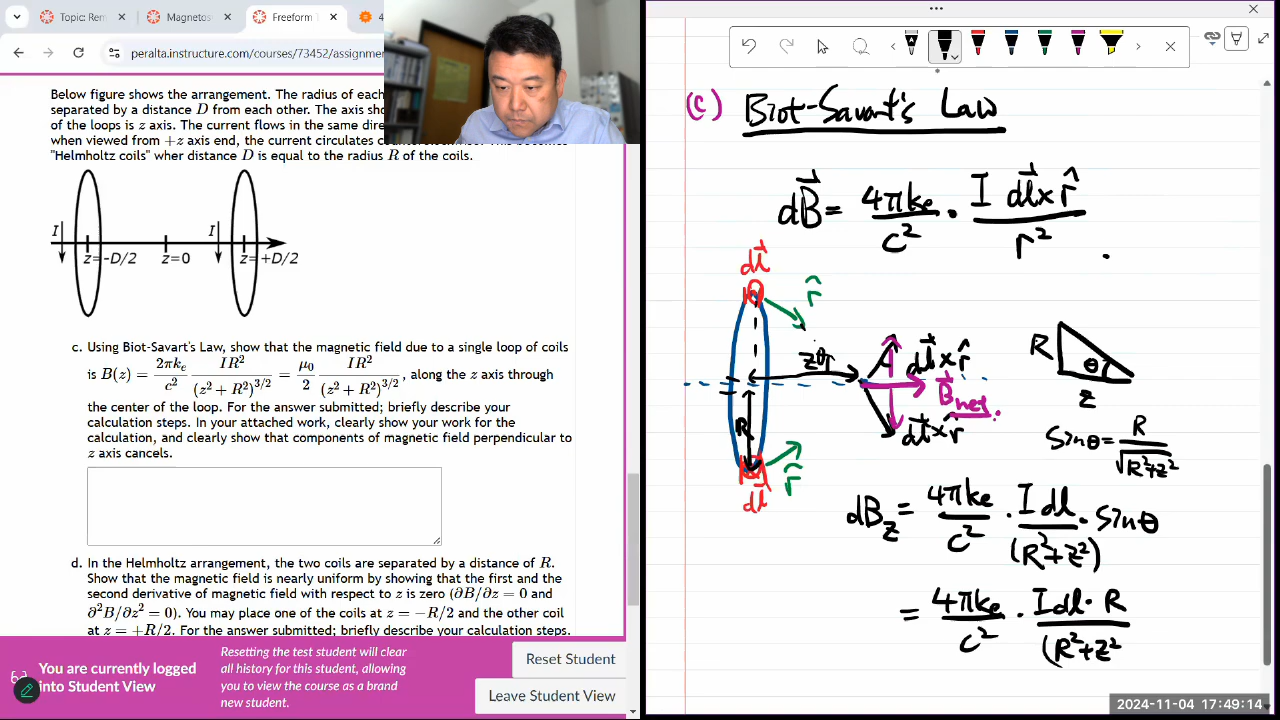 Topic: Rem
Magnetos
Freeform
peralta.instructure.com/courses/73452/assignme
Below figure shows the arrangement. The radius of each
separated by a distance D from each other. The axis sho
of the loops is z axis. The current flows in the same dire
when viewed from +z axis end, the current circulates
"Helmholtz coils" wher distance D is equal to the radius R of the coils.
I I
z=-D/2 z=0 z=+D/2
c. Using Biot-Savart's Law, show that the magnetic field due to a single loop of coils
is B(z) = 2πk_e/c² IR²/(z² + R²)^{3/2} = μ₀/2 IR²/(z² + R²)^{3/2}, along the z axis through
the center of the loop. For the answer submitted; briefly describe your
calculation steps. In your attached work, clearly show your work for the
calculation, and clearly show that components of magnetic field perpendicular to
z axis cancels.
d. In the Helmholtz arrangement, the two coils are separated by a distance of R.
Show that the magnetic field is nearly uniform by showing that the first and the
second derivative of magnetic field with respect to z is zero (∂B/∂z = 0 and
∂²B/∂z² = 0). You may place one of the coils at z = −R/2 and the other coil
at z = +R/2. For the answer submitted; briefly describe your calculation steps.
You are currently logged
into Student View
Resetting the test student will clear
all history for this student, allowing
you to view the course as a brand
new student.
Reset Student
Leave Student View
(c) Biot-Savart's Law
dB⃗ = 4πke/c² · I dl⃗ × r̂/r²
dl⃗
r̂
z
θ
dl⃗ × r̂
B⃗net
dl⃗ × r̂
R
r̂
dl⃗
R
θ
z
sinθ = R/√(R²+z²)
dBz = 4πke/c² · I dl/(R²+z²) · sinθ
= 4πke/c² · I dl · R/(R²+z²
2024-11-04 17:49:14